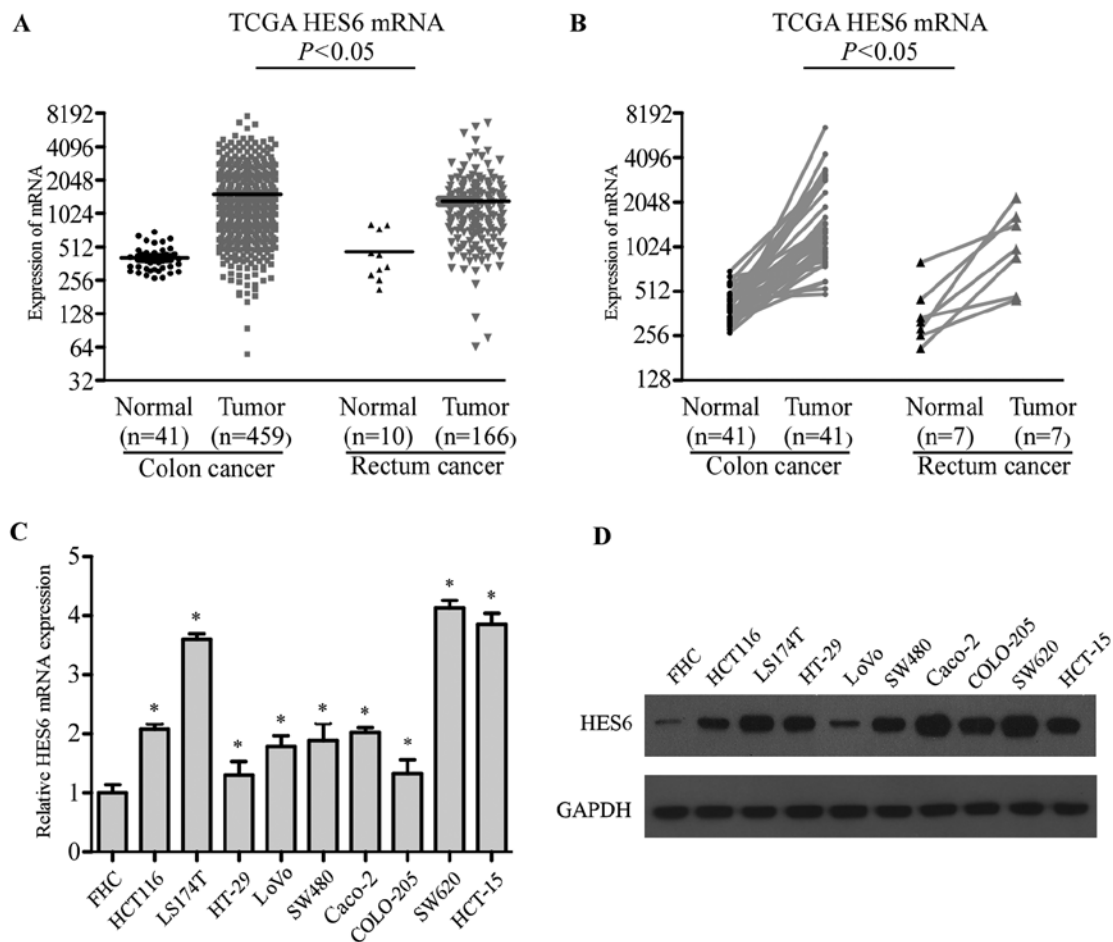 A
TCGA HES6 mRNA
P<0.05
Expression of mRNA
8192
4096
2048
1024
512
256
128
64
32
Normal
(n=41)
Tumor
(n=459)
Normal
(n=10)
Tumor
(n=166)
Colon cancer
Rectum cancer
B
TCGA HES6 mRNA
P<0.05
Expression of mRNA
8192
4096
2048
1024
512
256
128
Normal
(n=41)
Tumor
(n=41)
Normal
(n=7)
Tumor
(n=7)
Colon cancer
Rectum cancer
C
Relative HES6 mRNA expression
5
4
3
2
1
0
* * * * * * * * *
FHC
HCT116
LS174T
HT-29
LoVo
SW480
Caco-2
COLO-205
SW620
HCT-15
D
FHC
HCT116
LS174T
HT-29
LoVo
SW480
Caco-2
COLO-205
SW620
HCT-15
HES6
GAPDH